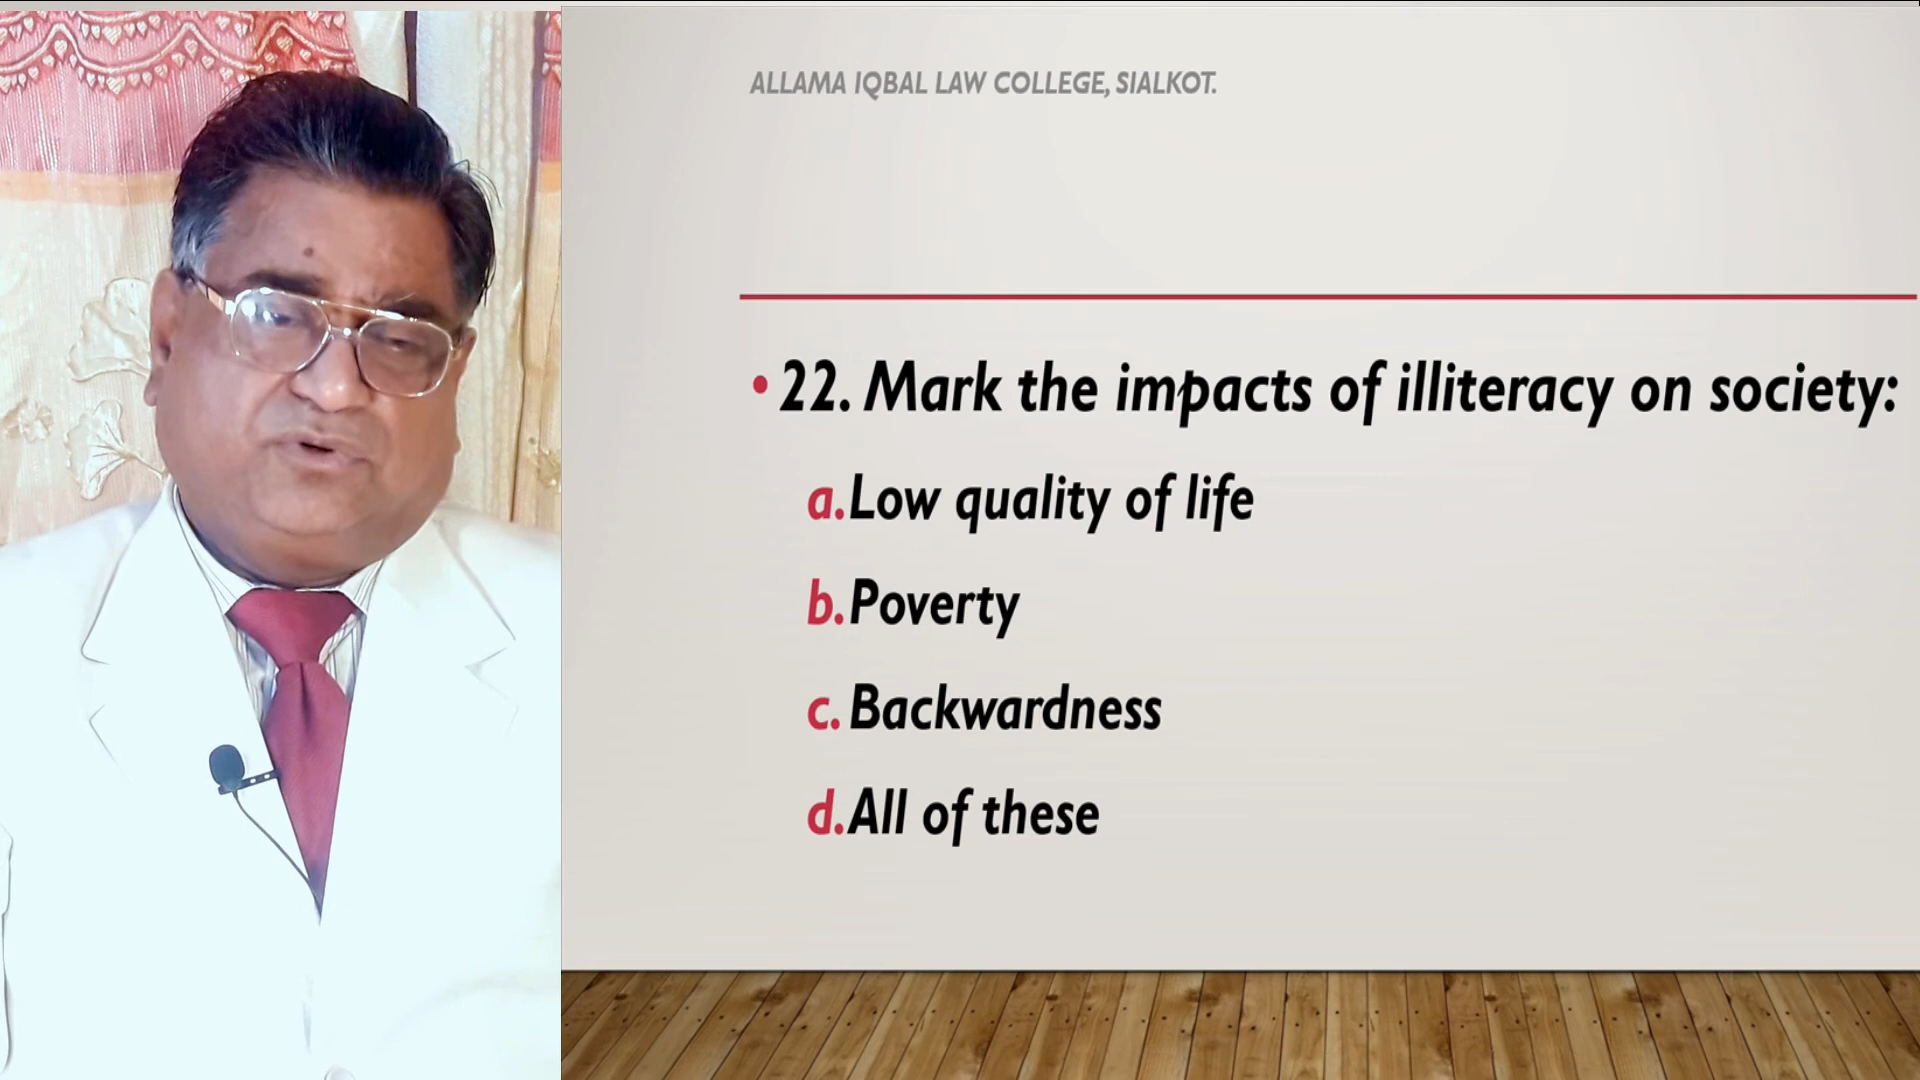 ALLAMA IQBAL LAW COLLEGE, SIALKOT.
• 22. Mark the impacts of illiteracy on society:
a. Low quality of life
b. Poverty
c. Backwardness
d. All of these